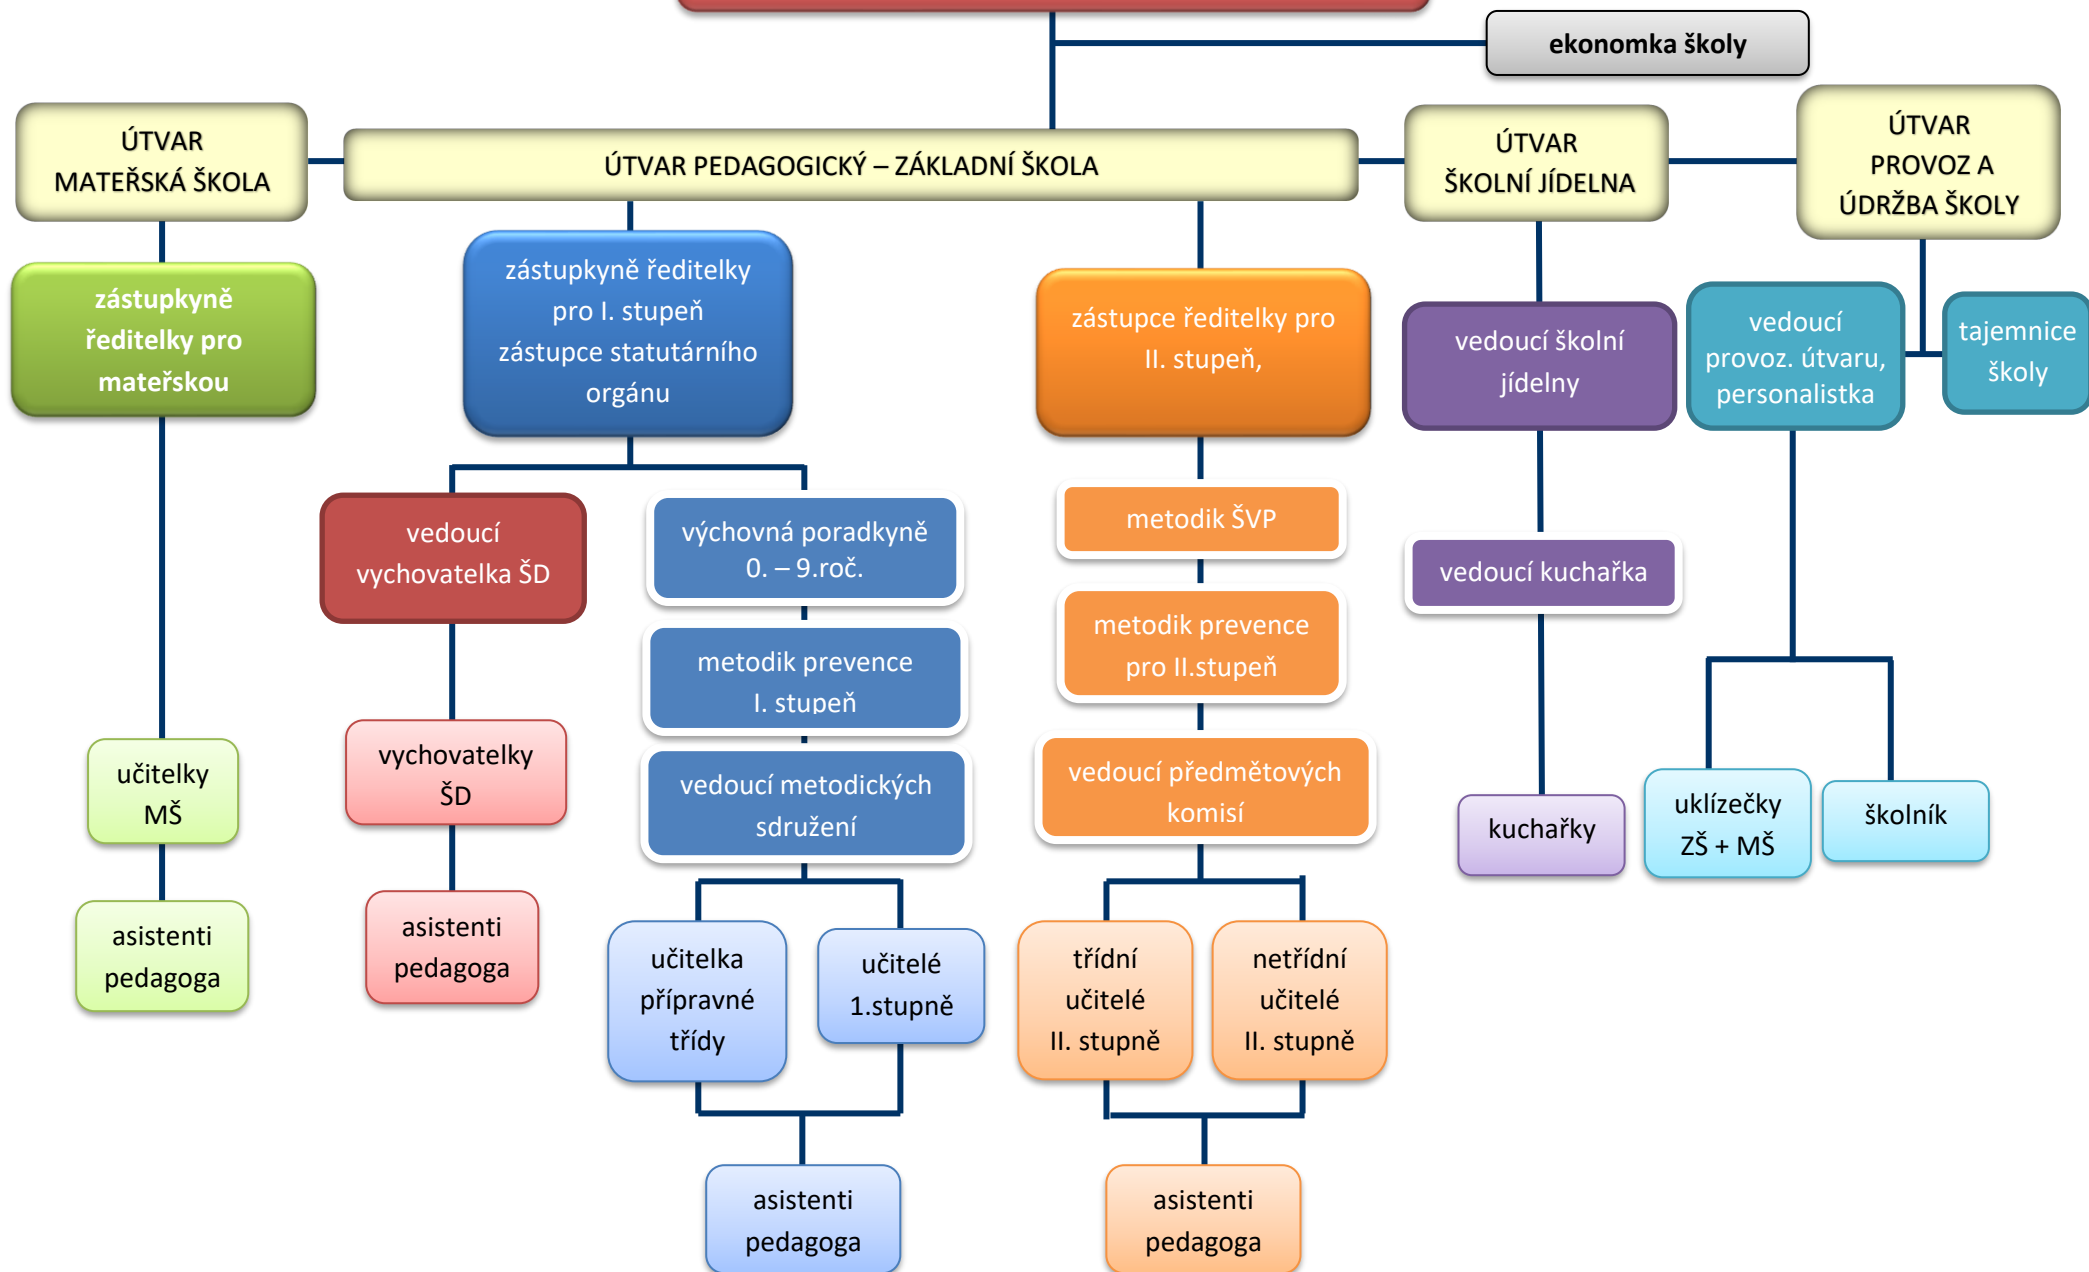 ekonomka školy
ÚTVAR
MATEŘSKÁ ŠKOLA
ÚTVAR PEDAGOGICKÝ – ZÁKLADNÍ ŠKOLA
ÚTVAR
ŠKOLNÍ JÍDELNA
ÚTVAR
PROVOZ A
ÚDRŽBA ŠKOLY
zástupkyně
ředitelky pro
mateřskou
zástupkyně ředitelky
pro I. stupeň
zástupce statutárního
orgánu
zástupce ředitelky pro
II. stupeň,
vedoucí školní
jídelny
vedoucí
provoz. útvaru,
personalistka
tajemnice
školy
vedoucí
vychovatelka ŠD
výchovná poradkyně
0. – 9.roč.
metodik ŠVP
vedoucí kuchařka
metodik prevence
I. stupeň
metodik prevence
pro II.stupeň
učitelky
MŠ
vychovatelky
ŠD
vedoucí metodických
sdružení
vedoucí předmětových
komisí
kuchařky
uklízečky
ZŠ + MŠ
školník
asistenti
pedagoga
asistenti
pedagoga
učitelka
přípravné
třídy
učitelé
1.stupně
třídní
učitelé
II. stupně
netřídní
učitelé
II. stupně
asistenti
pedagoga
asistenti
pedagoga